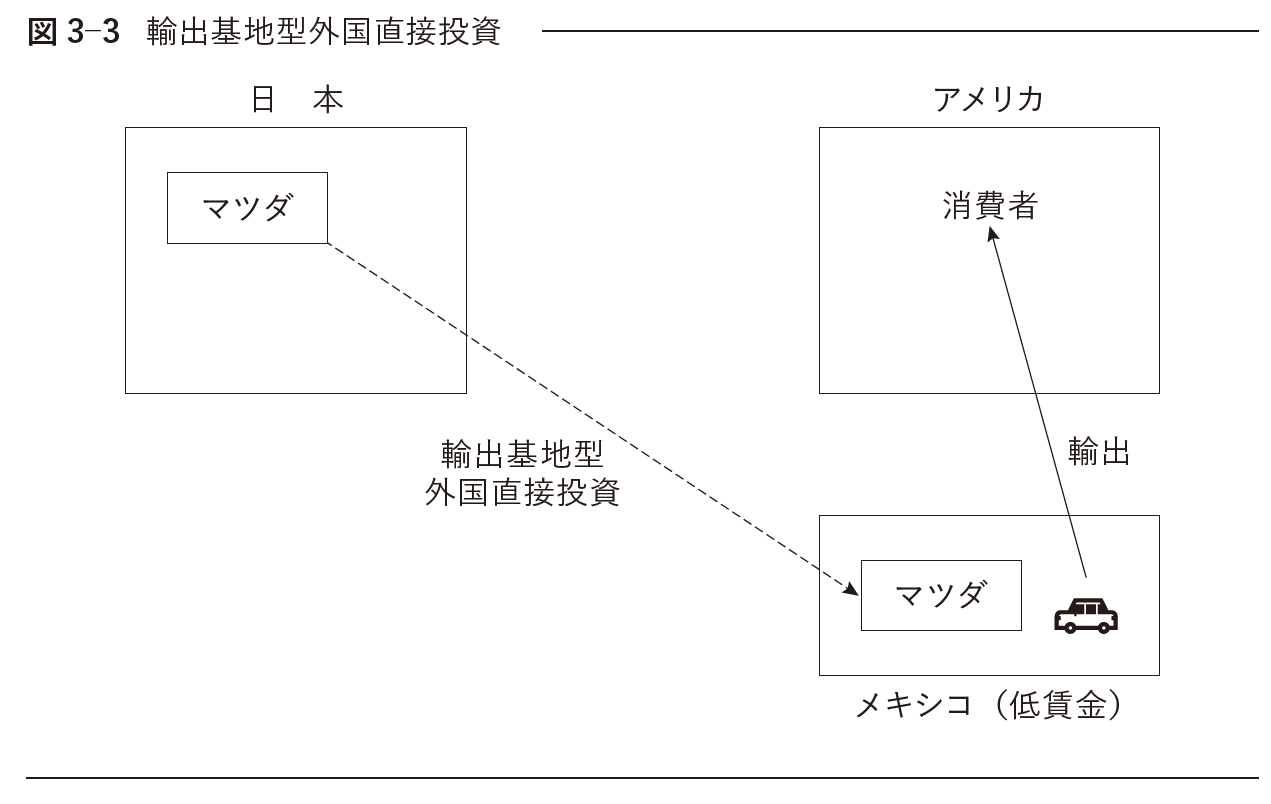 図 3–3 輸出基地型外国直接投資
日 本
アメリカ
マツダ
消費者
輸出基地型
外国直接投資
輸出
マツダ
メキシコ（低賃金）